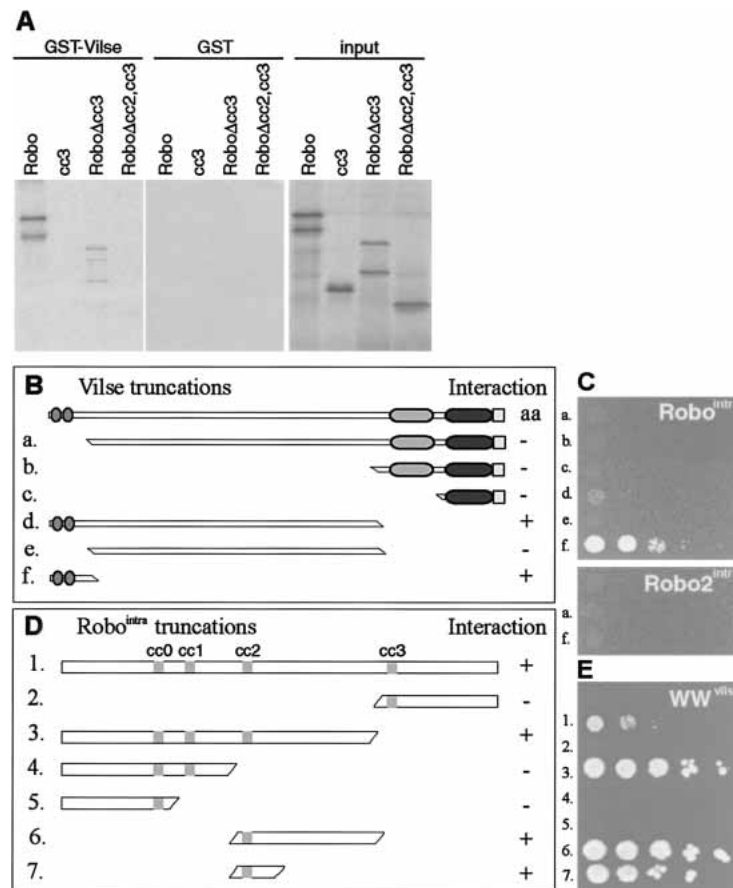 A
GST-Vilse GST input
Robo cc3 RoboΔcc3 RoboΔcc2,cc3 Robo cc3 RoboΔcc3 RoboΔcc2,cc3 Robo cc3 RoboΔcc3 RoboΔcc2,cc3
B Vilse truncations Interaction
aa
a. -
b. -
c. -
d. +
e. -
f. +
C
Robo intr
a.
b.
c.
d.
e.
f.
Robo2 intr
a.
f.
D Robo intra truncations Interaction
cc0 cc1 cc2 cc3
1. +
2. -
3. +
4. -
5. -
6. +
7. +
E
WW vils
1.
2.
3.
4.
5.
6.
7.